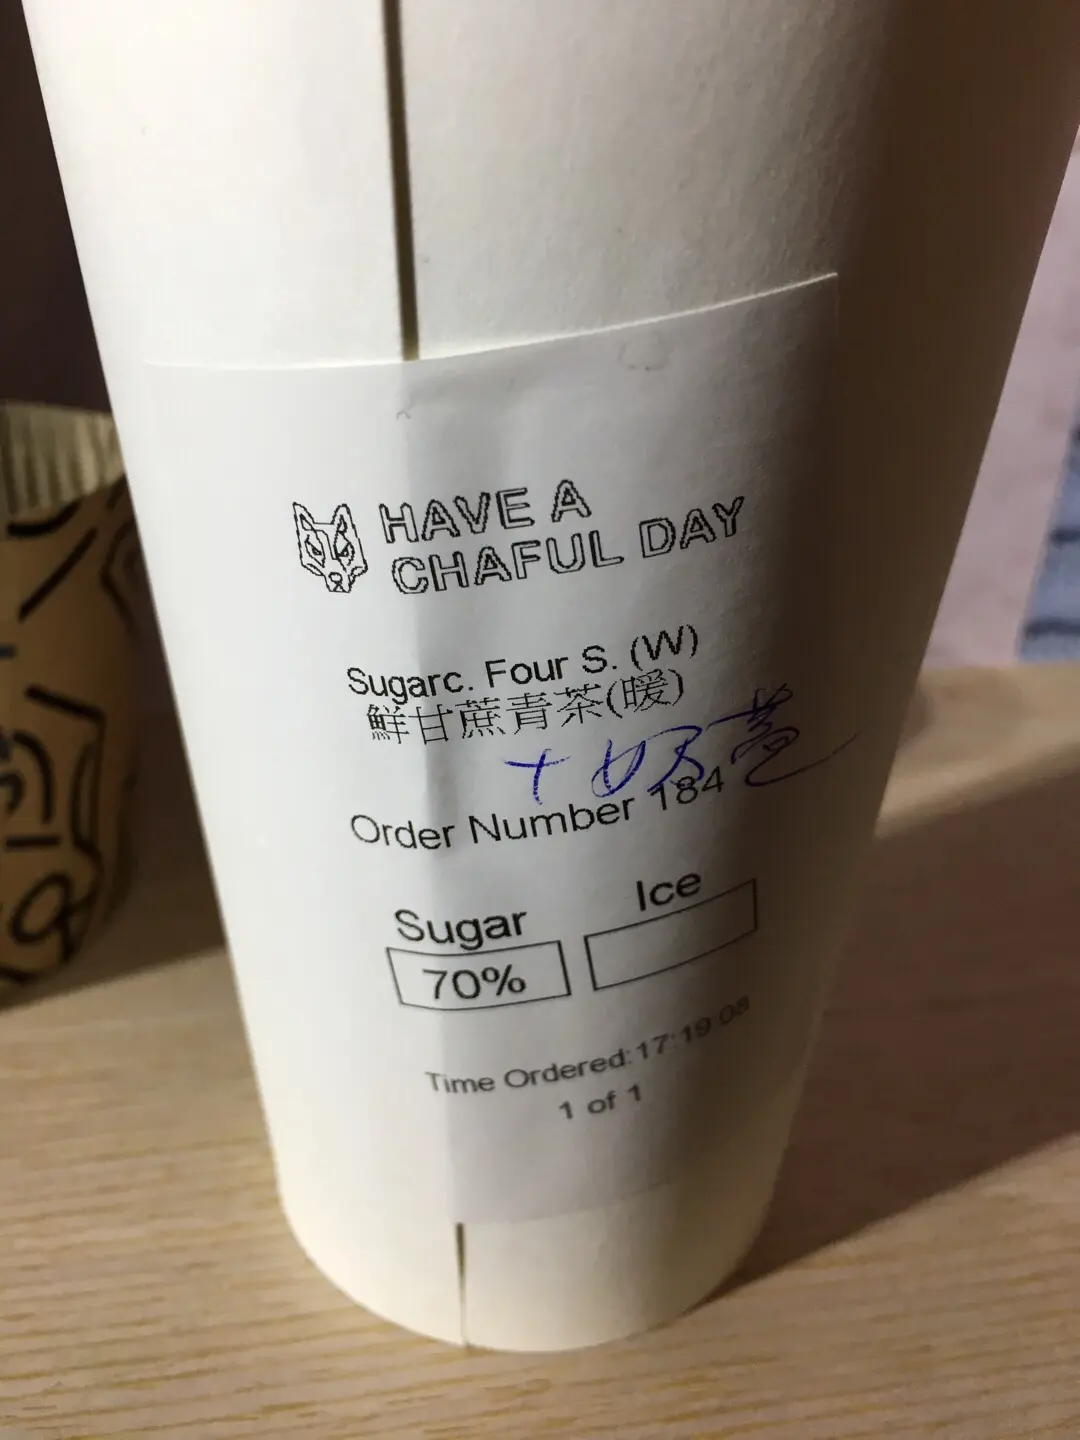 HAVE A
CHAFUL DAY
Sugarc. Four S. (W)
鮮甘蔗青茶(暖)
+奶蓋
Order Number 184
Sugar Ice
70%
Time Ordered:17:19:08
1 of 1